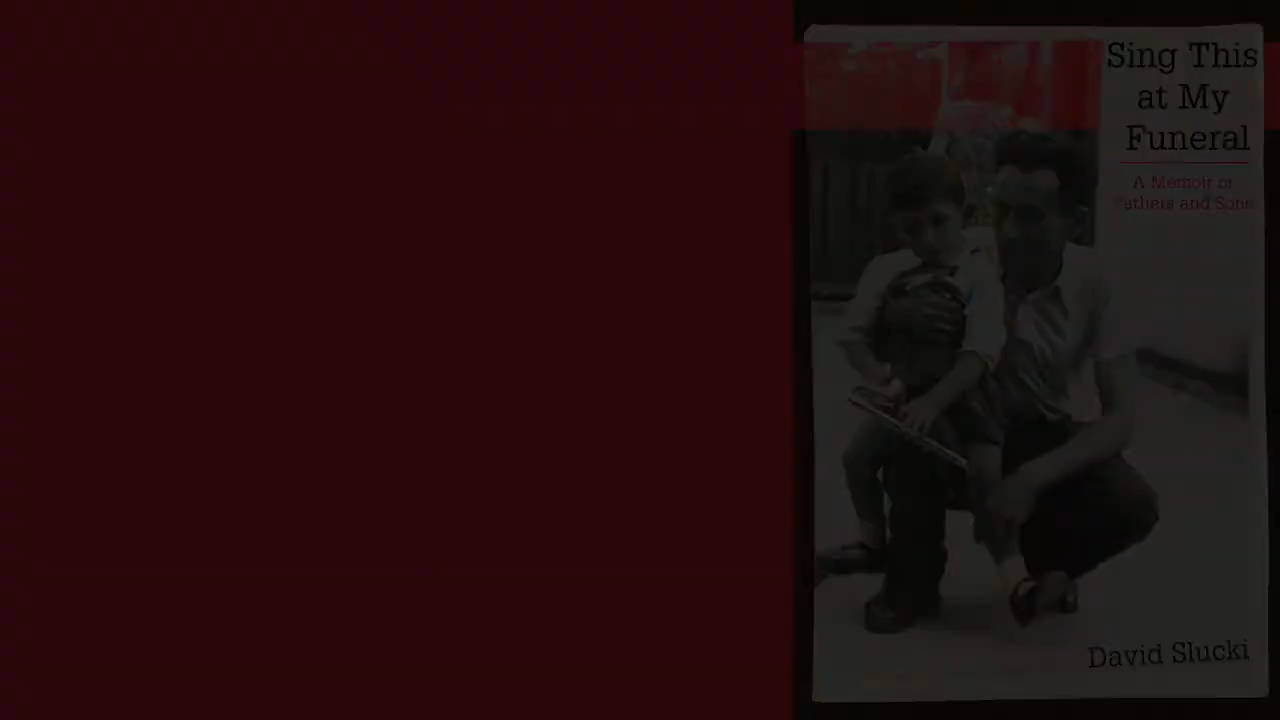 Sing This
at My
Funeral
A Memoir of
Fathers and Sons
David Slucki